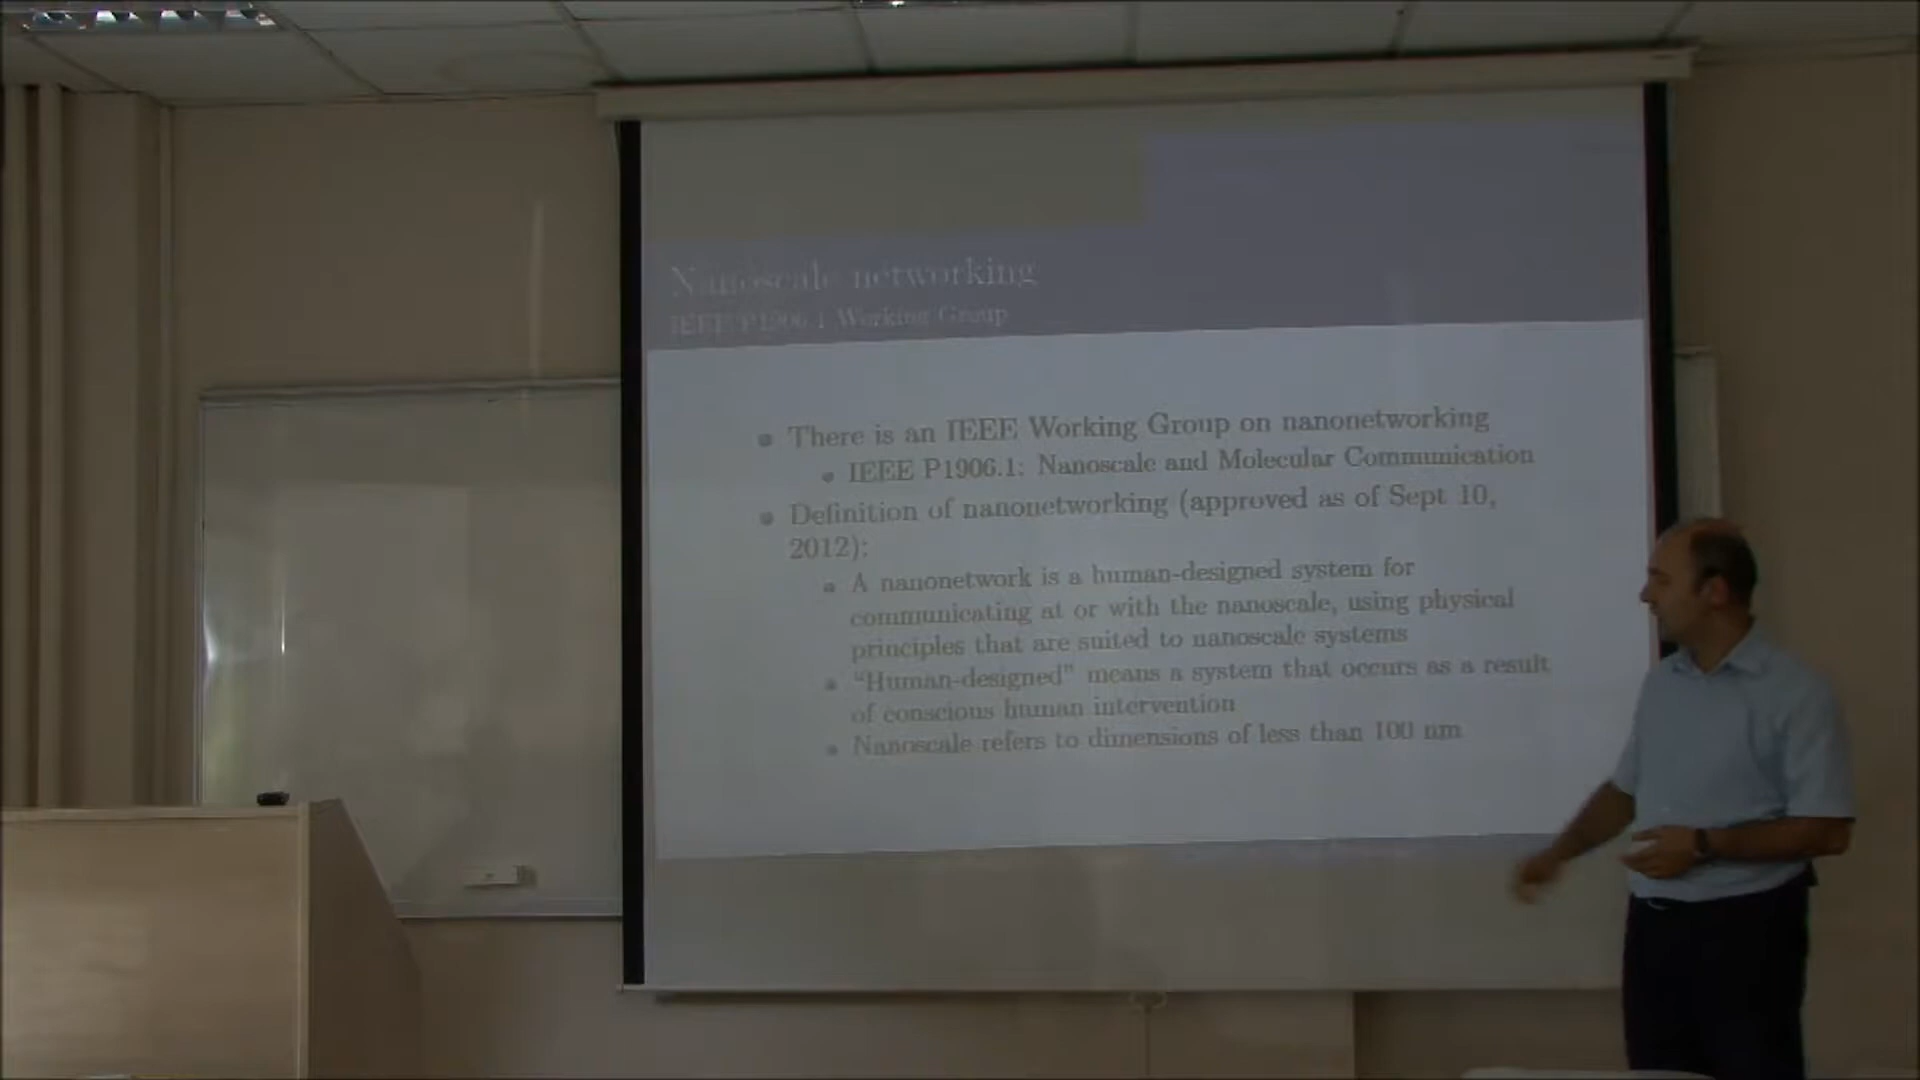 Nanoscale networking
IEEE P1906.1 Working Group
There is an IEEE Working Group on nanonetworking
IEEE P1906.1: Nanoscale and Molecular Communication
Definition of nanonetworking (approved as of Sept 10,
2012):
A nanonetwork is a human-designed system for
communicating at or with the nanoscale, using physical
principles that are suited to nanoscale systems
“Human-designed” means a system that occurs as a result
of conscious human intervention
Nanoscale refers to dimensions of less than 100 nm